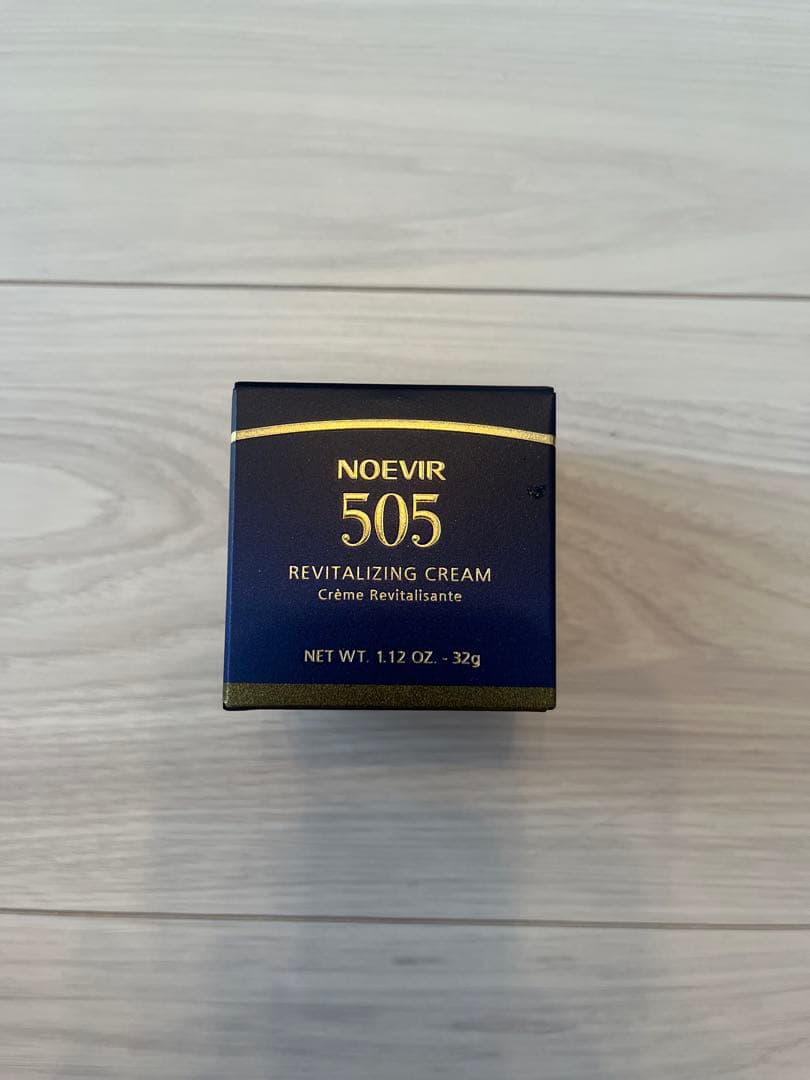 NOEVIR
505
REVITALIZING CREAM
Crème Revitalisante
NET WT. 1.12 OZ. - 32g